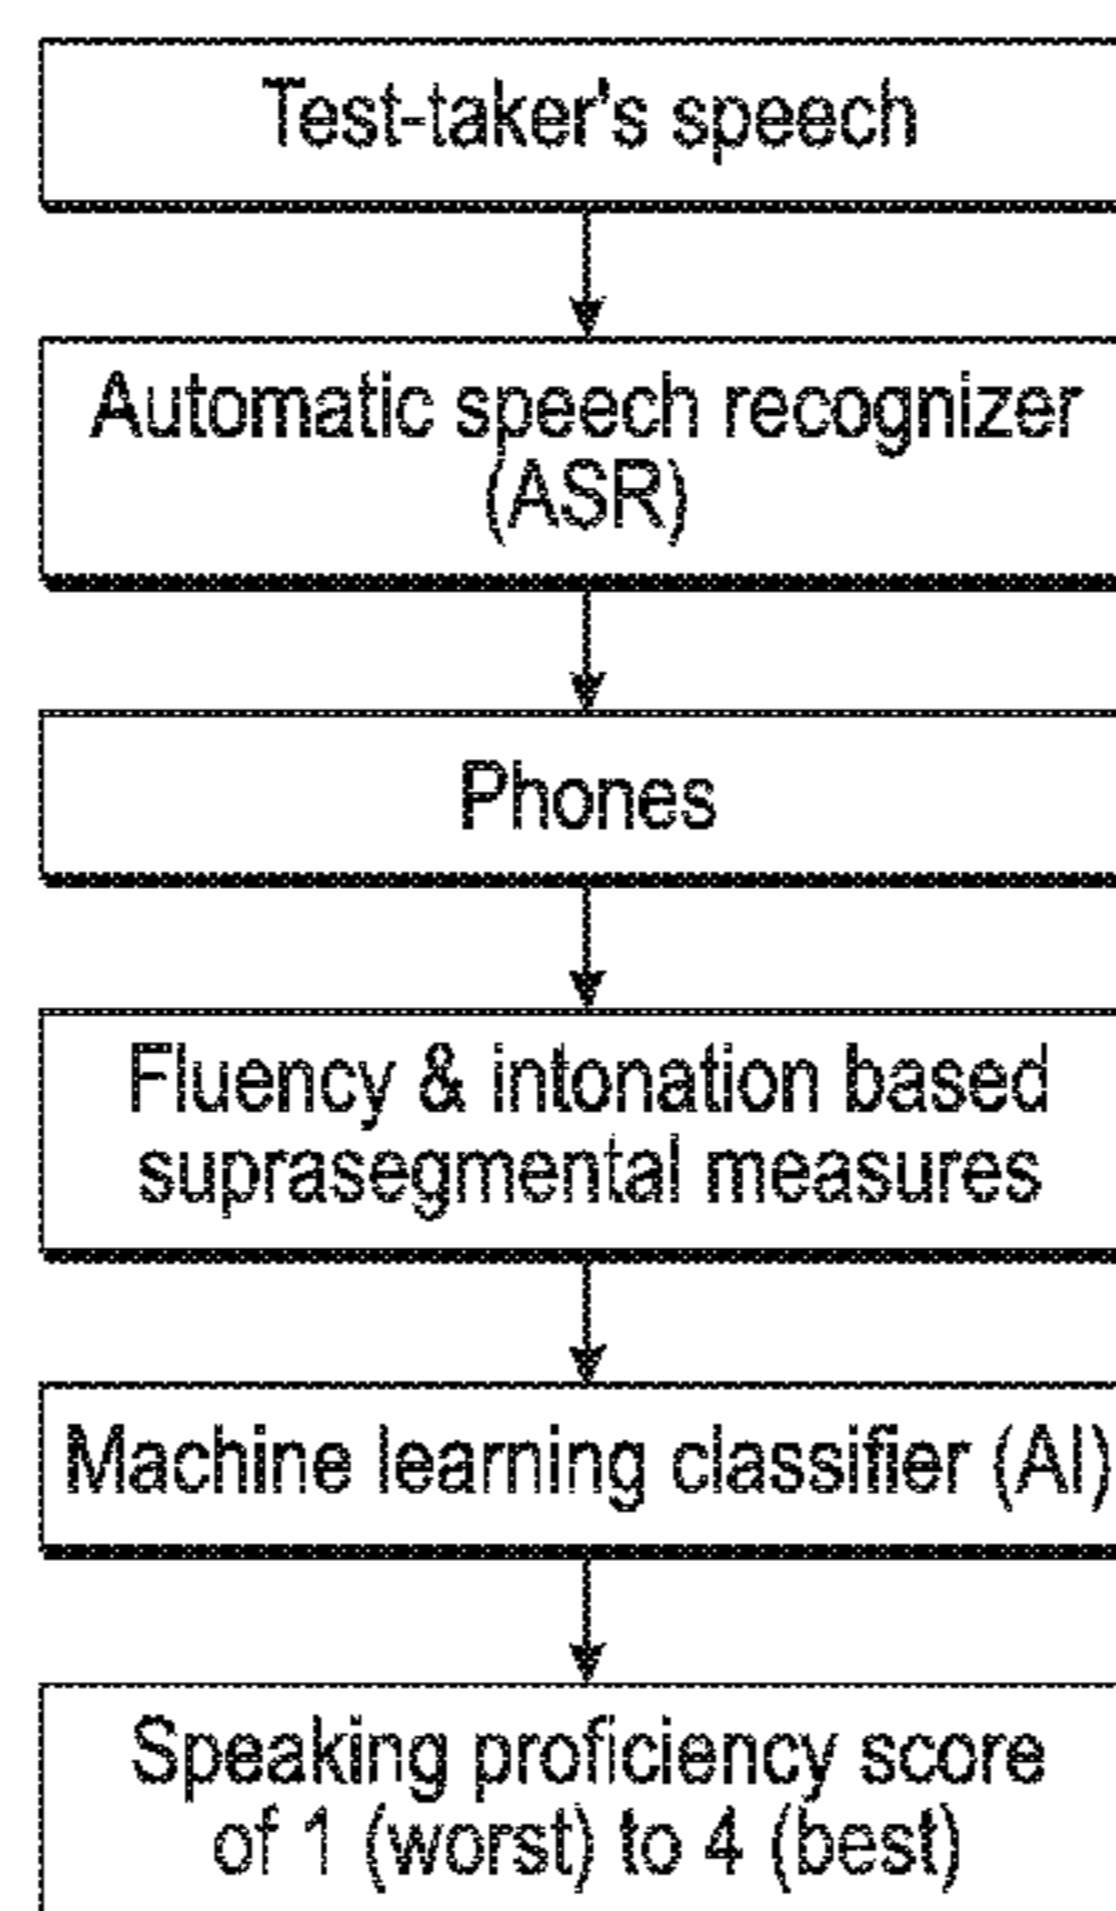 Test-taker's speech
Automatic speech recognizer
(ASR)
Phones
Fluency & intonation based
suprasegmental measures
Machine learning classifier (AI)
Speaking proficiency score
of 1 (worst) to 4 (best)